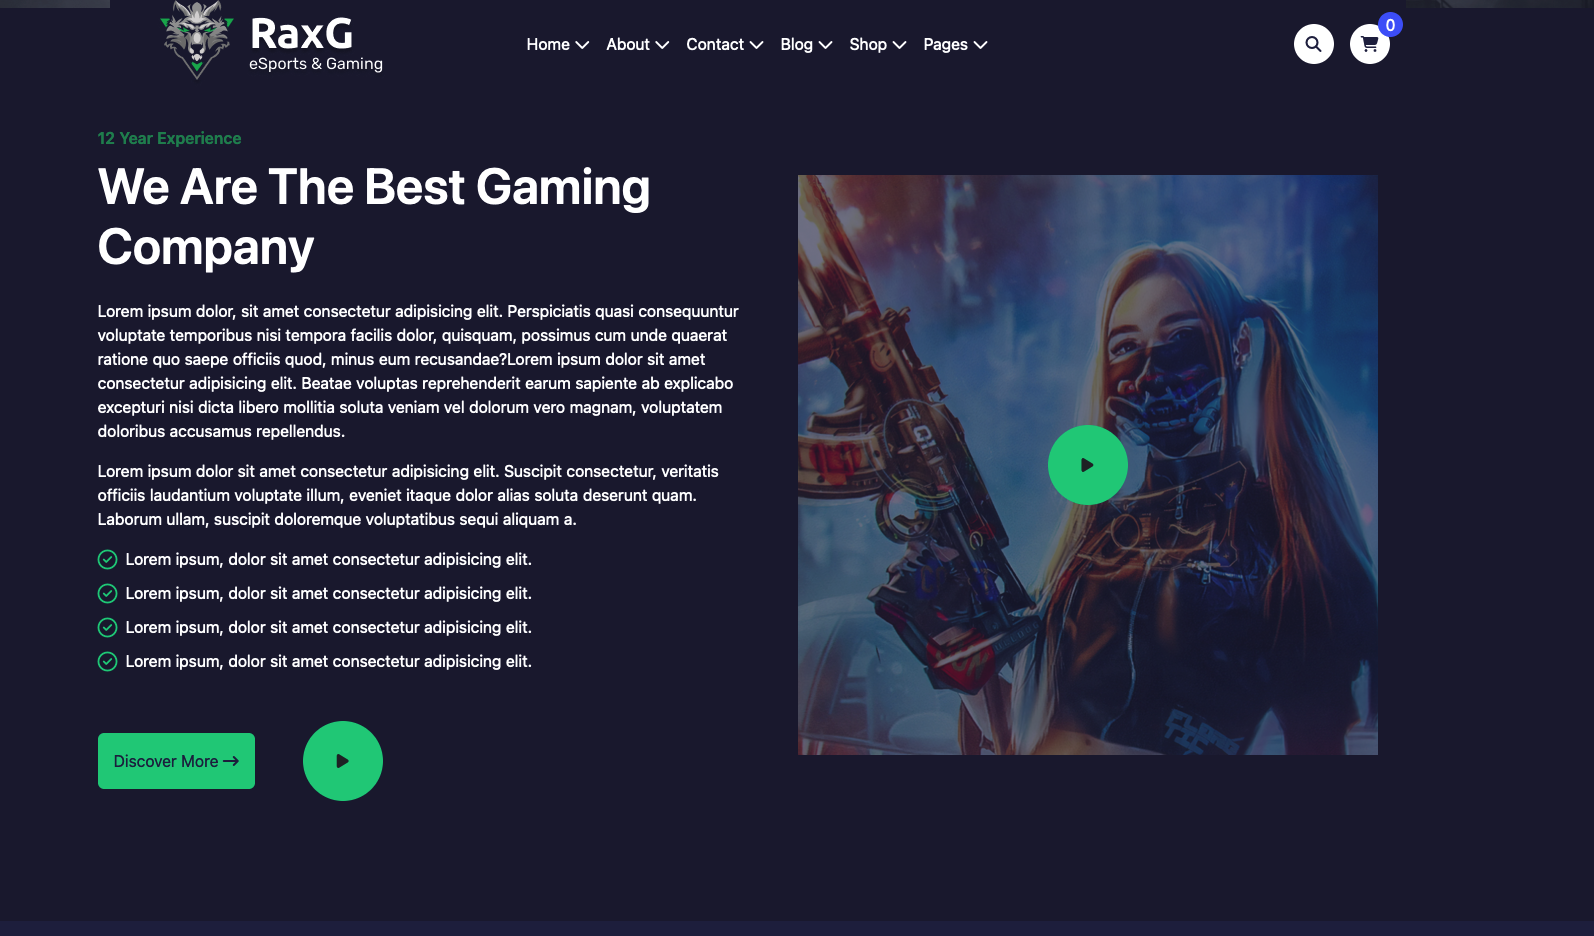 RaxG
eSports & Gaming
Home About Contact Blog Shop Pages
0
12 Year Experience
We Are The Best Gaming
Company
Lorem ipsum dolor, sit amet consectetur adipisicing elit. Perspiciatis quasi consequuntur
voluptate temporibus nisi tempora facilis dolor, quisquam, possimus cum unde quaerat
ratione quo saepe officiis quod, minus eum recusandae?Lorem ipsum dolor sit amet
consectetur adipisicing elit. Beatae voluptas reprehenderit earum sapiente ab explicabo
excepturi nisi dicta libero mollitia soluta veniam vel dolorum vero magnam, voluptatem
doloribus accusamus repellendus.
Lorem ipsum dolor sit amet consectetur adipisicing elit. Suscipit consectetur, veritatis
officiis laudantium voluptate illum, eveniet itaque dolor alias soluta deserunt quam.
Laborum ullam, suscipit doloremque voluptatibus sequi aliquam a.
Lorem ipsum, dolor sit amet consectetur adipisicing elit.
Lorem ipsum, dolor sit amet consectetur adipisicing elit.
Lorem ipsum, dolor sit amet consectetur adipisicing elit.
Lorem ipsum, dolor sit amet consectetur adipisicing elit.
Discover More